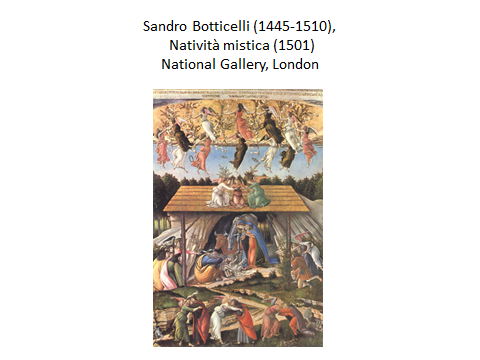 Sandro Botticelli (1445-1510),
Natività mistica (1501)
National Gallery, London